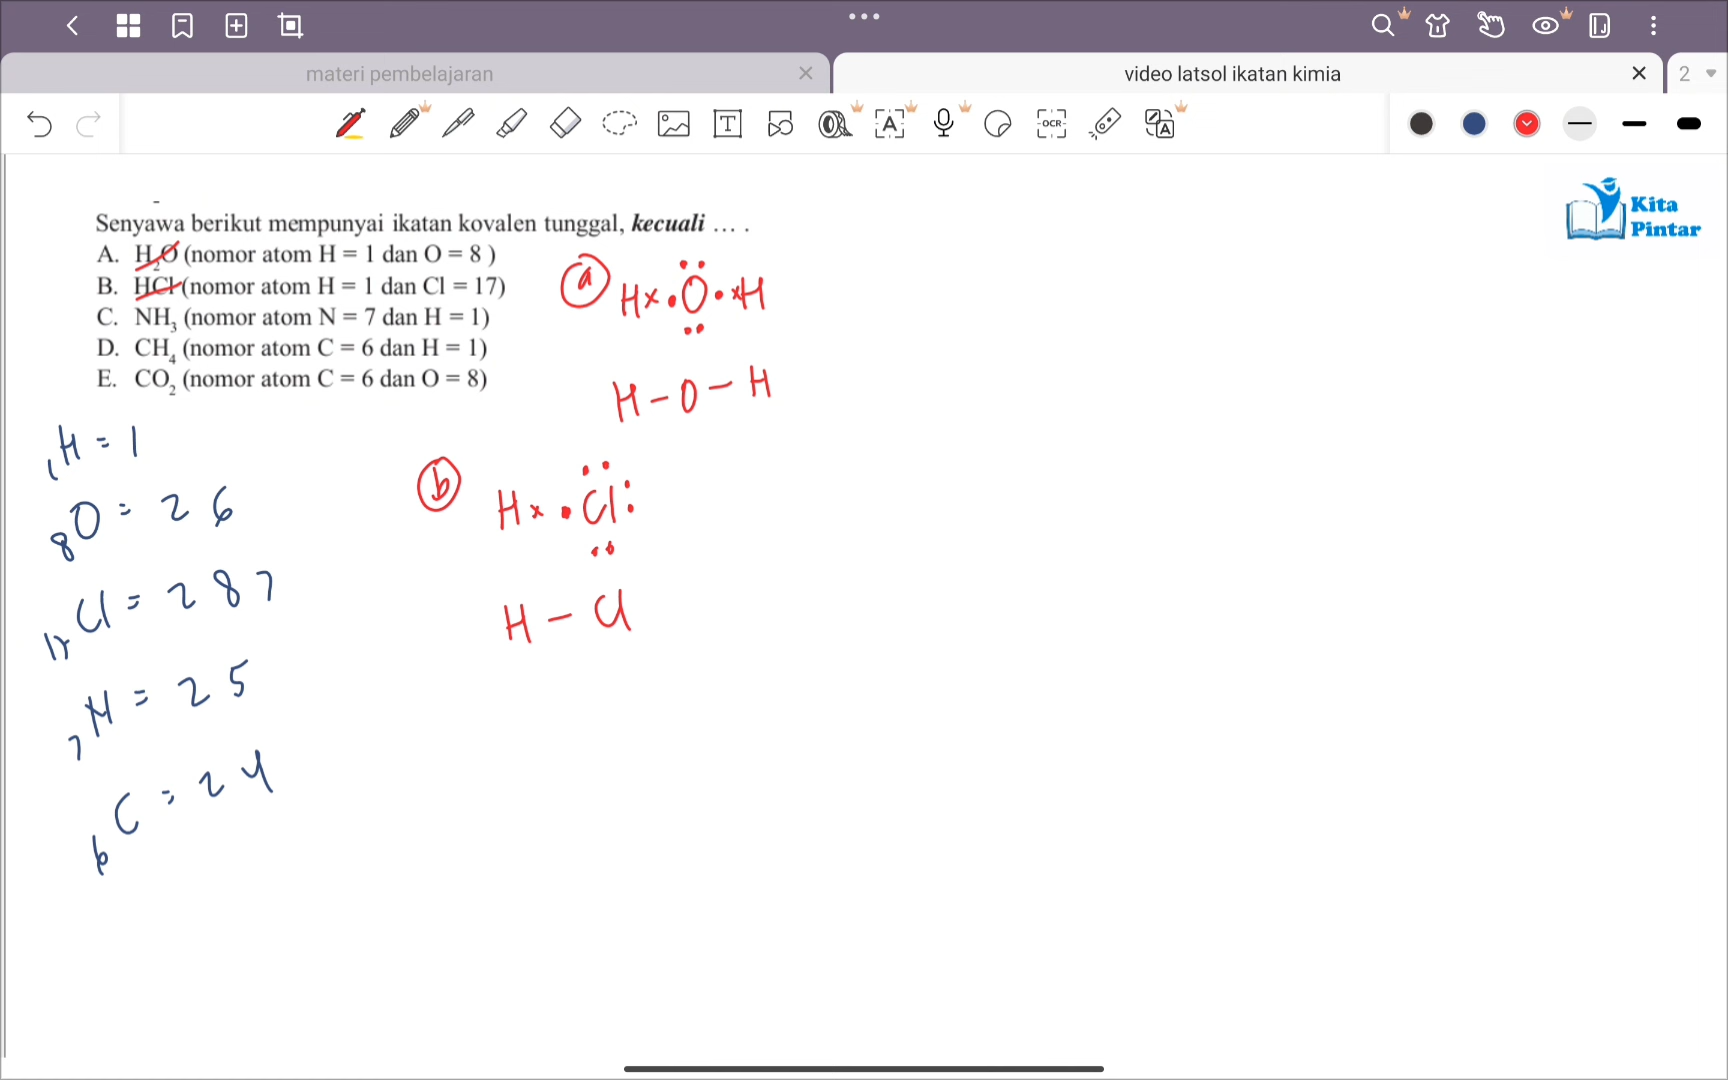 materi pembelajaran
video latsol ikatan kimia
2
T
A
OCR
A
Kita
Pintar
Senyawa berikut mempunyai ikatan kovalen tunggal, kecuali ... .
A. H₂O (nomor atom H = 1 dan O = 8 )
B. HCl (nomor atom H = 1 dan Cl = 17)
C. NH₃ (nomor atom N = 7 dan H = 1)
D. CH₄ (nomor atom C = 6 dan H = 1)
E. CO₂ (nomor atom C = 6 dan O = 8)
a
H× •O• ×H
H – O – H
₁H = 1
₈O = 2 6
₁₇Cl = 2 8 7
₇N = 2 5
₆C = 2 4
b
H× •Cl:
H – Cl